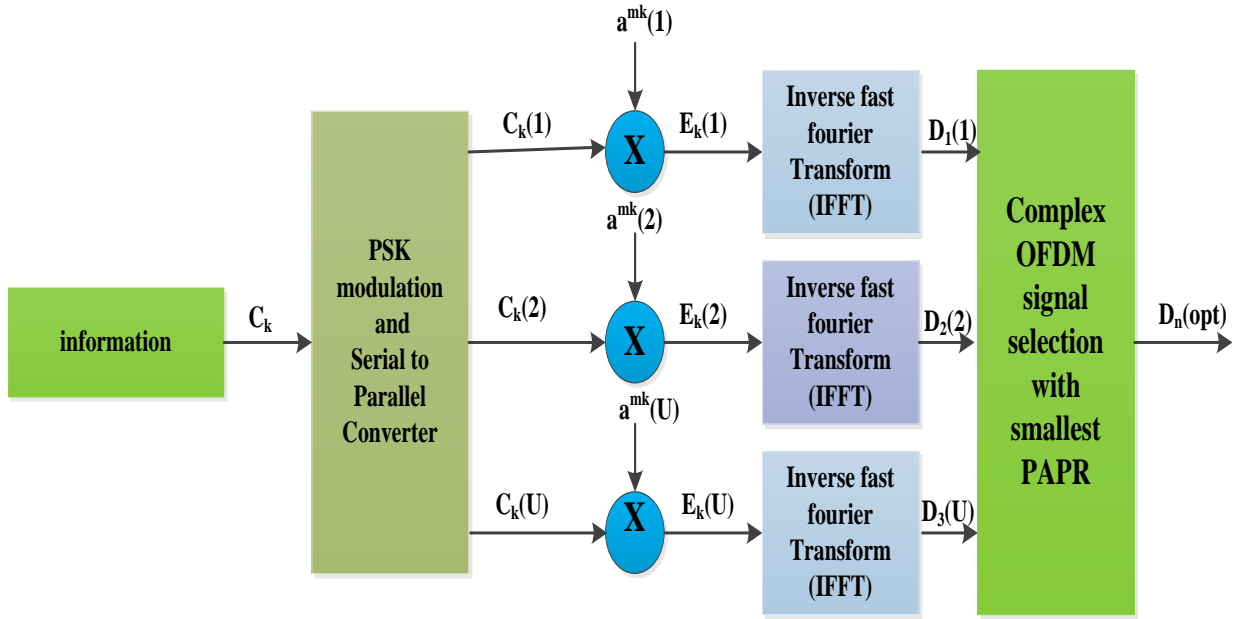 information
C_k
PSK
modulation
and
Serial to
Parallel
Converter
C_k(1)
a^mk(1)
X
E_k(1)
Inverse fast
fourier
Transform
(IFFT)
D_1(1)
C_k(2)
a^mk(2)
X
E_k(2)
Inverse fast
fourier
Transform
(IFFT)
D_2(2)
C_k(U)
a^mk(U)
X
E_k(U)
Inverse fast
fourier
Transform
(IFFT)
D_3(U)
Complex
OFDM
signal
selection
with
smallest
PAPR
D_n(opt)